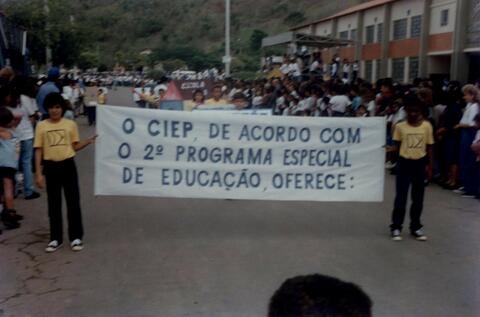 O CIEP, DE ACORDO COM
O 2º PROGRAMA ESPECIAL
DE EDUCAÇÃO, OFERECE: